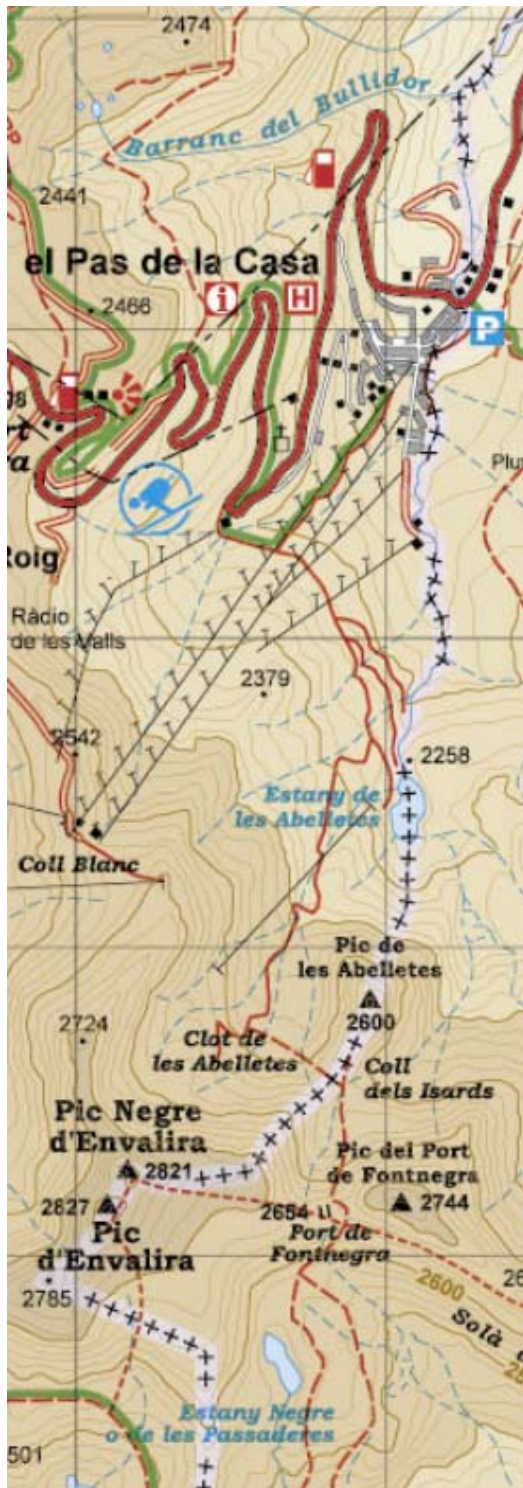 2474
Barranc del Bullidor
2441
el Pas de la Casa
i
H
2466
P
Roig
Ràcio
de les Valls
2379
2542
2258
Estany de
les Abelletes
Coll Blanc
Pic de
les Abelletes
2600
2724
Clot de
les Abelletes
Coll
dels Isards
Pic Negre
d'Envalira
2821
Pic del Port
de Fontnegra
2744
2827
Pic
d'Envalira
2654
Port de
Fontnegra
2785
2600
Solà
Estany Negre
o de les Passaderes
501